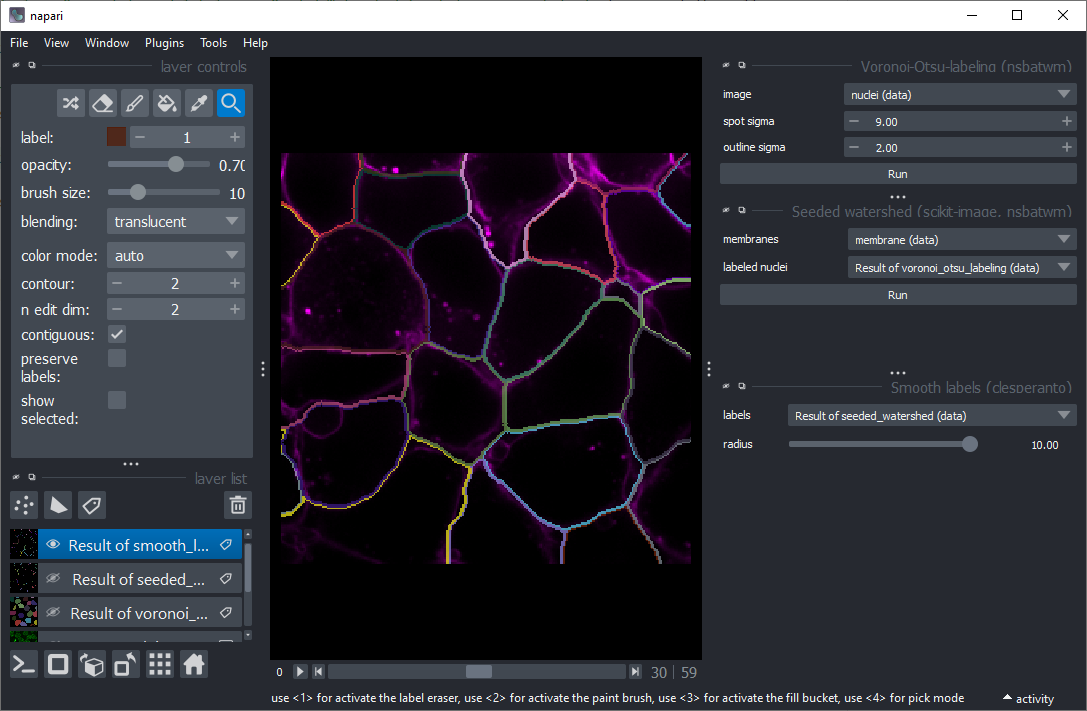 napari
File View Window Plugins Tools Help
layer controls
label: 1
opacity: 0.70
brush size: 10
blending: translucent
color mode: auto
contour: 2
n edit dim: 2
contiguous:
preserve
labels:
show
selected:
layer list
Result of smooth_l...
Result of seeded_...
Result of voronoi_...
0 30 | 59
use <1> for activate the label eraser, use <2> for activate the paint brush, use <3> for activate the fill bucket, use <4> for pick mode
activity
Voronoi-Otsu-labeling (nsbatwm)
image nuclei (data)
spot sigma 9.00
outline sigma 2.00
Run
Seeded watershed (scikit-image, nsbatwm)
membranes membrane (data)
labeled nuclei Result of voronoi_otsu_labeling (data)
Run
Smooth labels (clesperanto)
labels Result of seeded_watershed (data)
radius 10.00